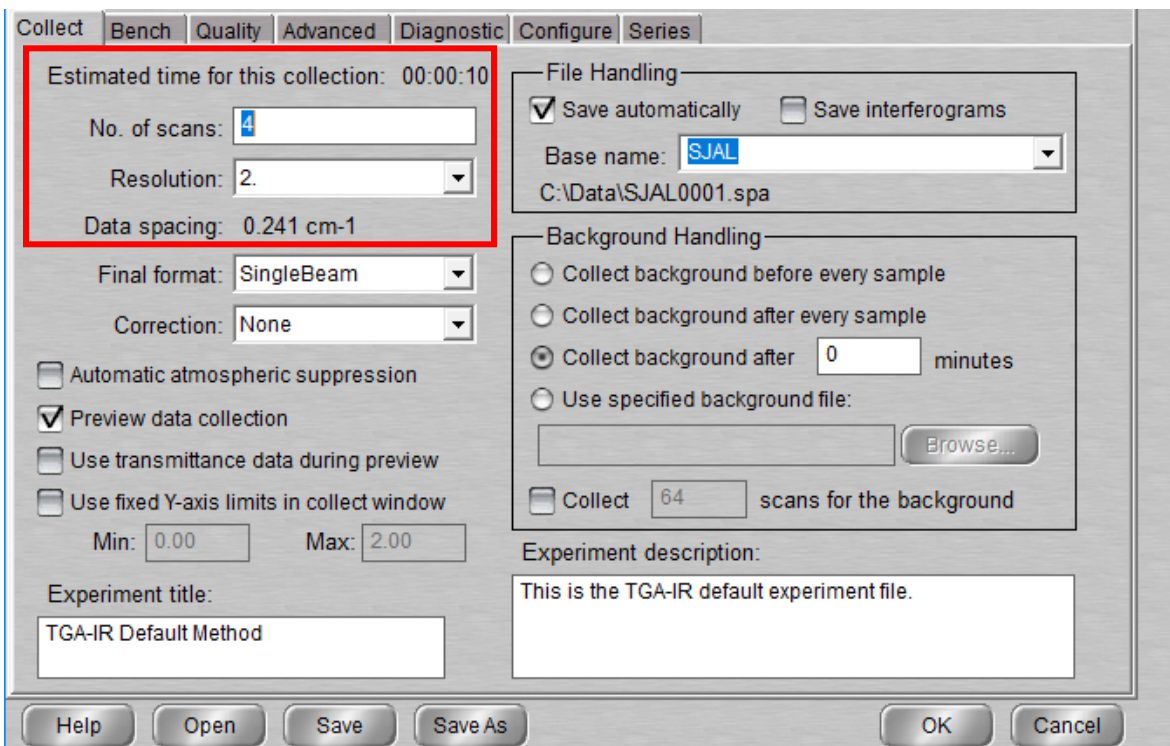 Collect Bench Quality Advanced Diagnostic Configure Series
Estimated time for this collection: 00:00:10
No. of scans: 4
Resolution: 2.
Data spacing: 0.241 cm-1
Final format: SingleBeam
Correction: None
Automatic atmospheric suppression
Preview data collection
Use transmittance data during preview
Use fixed Y-axis limits in collect window
Min: 0.00 Max: 2.00
Experiment title:
TGA-IR Default Method
File Handling
Save automatically Save interferograms
Base name: SJAL
C:\Data\SJAL0001.spa
Background Handling
Collect background before every sample
Collect background after every sample
Collect background after 0 minutes
Use specified background file:
Browse...
Collect 64 scans for the background
Experiment description:
This is the TGA-IR default experiment file.
Help Open Save Save As OK Cancel